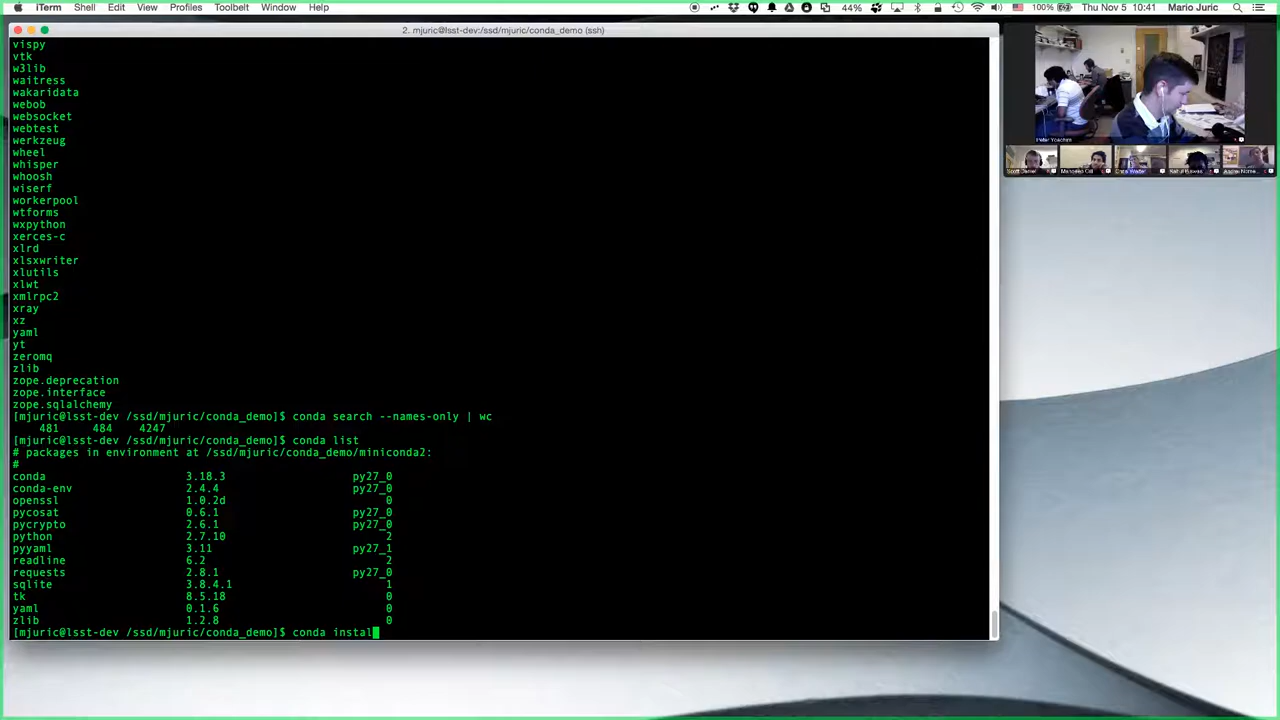 iTerm Shell Edit View Profiles Toolbelt Window Help 44% 100% Thu Nov 5 10:41 Mario Juric
2. mjuric@lsst-dev:/ssd/mjuric/conda_demo (ssh)
vispy
vtk
w3lib
waitress
wakaridata
webob
websocket
webtest
werkzeug
wheel
whisper
whoosh
wiserf
workerpool
wtforms
wxpython
xerces-c
xlrd
xlsxwriter
xlutils
xlwt
xmlrpc2
xray
xz
yaml
yt
zeromq
zlib
zope.deprecation
zope.interface
zope.sqlalchemy
[mjuric@lsst-dev /ssd/mjuric/conda_demo]$ conda search --names-only | wc
481 484 4247
[mjuric@lsst-dev /ssd/mjuric/conda_demo]$ conda list
# packages in environment at /ssd/mjuric/conda_demo/miniconda2:
#
conda 3.18.3 py27_0
conda-env 2.4.4 py27_0
openssl 1.0.2d 0
pycosat 0.6.1 py27_0
pycrypto 2.6.1 py27_0
python 2.7.10 2
pyyaml 3.11 py27_1
readline 6.2 2
requests 2.8.1 py27_0
sqlite 3.8.4.1 1
tk 8.5.18 0
yaml 0.1.6 0
zlib 1.2.8 0
[mjuric@lsst-dev /ssd/mjuric/conda_demo]$ conda instal
Peter Yoachim
Scott Daniel